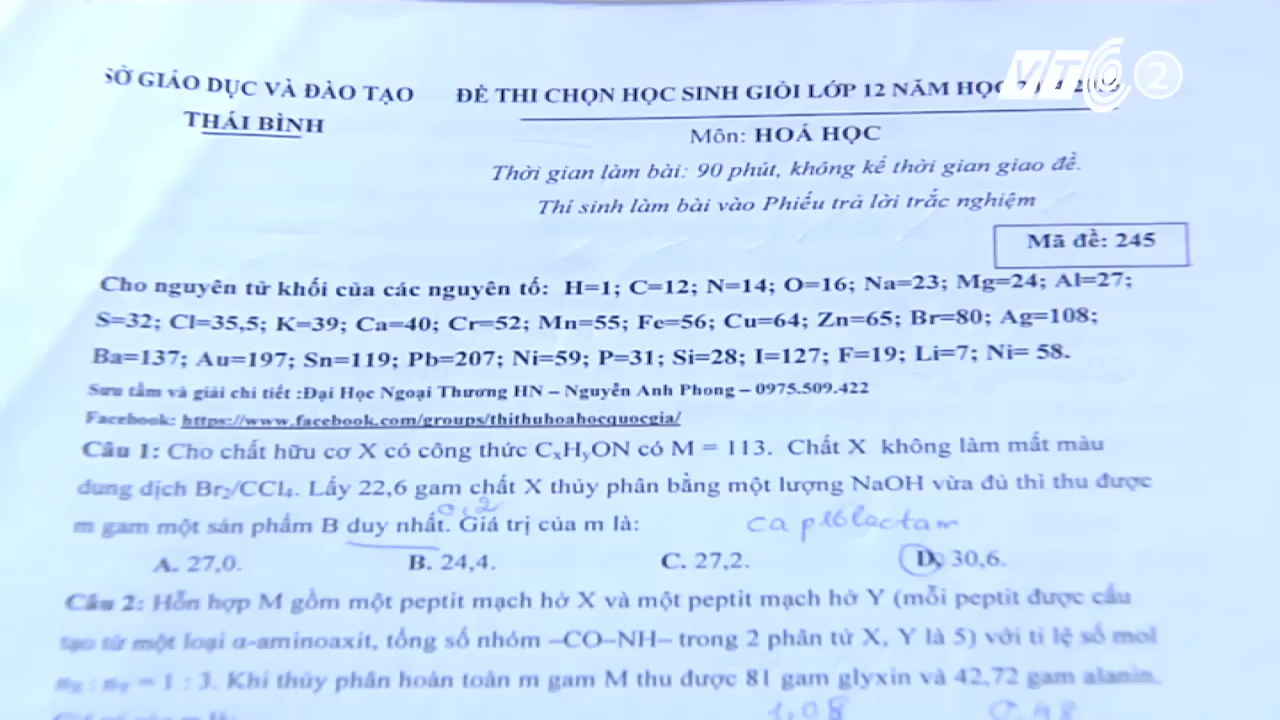 SỞ GIÁO DỤC VÀ ĐÀO TẠO
THÁI BÌNH
ĐỀ THI CHỌN HỌC SINH GIỎI LỚP 12 NĂM HỌC
VTC 2
Môn: HOÁ HỌC
Thời gian làm bài: 90 phút, không kể thời gian giao đề.
Thí sinh làm bài vào Phiếu trả lời trắc nghiệm
Mã đề: 245
Cho nguyên tử khối của các nguyên tố: H=1; C=12; N=14; O=16; Na=23; Mg=24; Al=27;
S=32; Cl=35,5; K=39; Ca=40; Cr=52; Mn=55; Fe=56; Cu=64; Zn=65; Br=80; Ag=108;
Ba=137; Au=197; Sn=119; Pb=207; Ni=59; P=31; Si=28; I=127; F=19; Li=7; Ni= 58.
Sưu tầm và giải chi tiết :Đại Học Ngoại Thương HN – Nguyễn Anh Phong – 0975.509.422
Facebook: https://www.facebook.com/groups/thithuhoahocquocgia/
Câu 1: Cho chất hữu cơ X có công thức CxHyON có M = 113. Chất X không làm mất màu
dung dịch Br2/CCl4. Lấy 22,6 gam chất X thủy phân bằng một lượng NaOH vừa đủ thì thu được
0,2
m gam một sản phẩm B duy nhất. Giá trị của m là: caprolactam
A. 27,0. B. 24,4. C. 27,2. D. 30,6.
Câu 2: Hỗn hợp M gồm một peptit mạch hở X và một peptit mạch hở Y (mỗi peptit được cấu
tạo từ một loại α-aminoaxit, tổng số nhóm –CO–NH– trong 2 phân tử X, Y là 5) với tỉ lệ số mol
nX : nY = 1 : 3. Khi thủy phân hoàn toàn m gam M thu được 81 gam glyxin và 42,72 gam alanin.
1,08 0,48